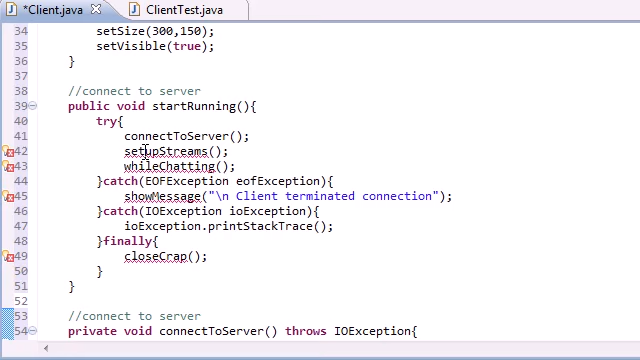 *Client.java ClientTest.java
34 setSize(300,150);
35 setVisible(true);
36 }
37
38 //connect to server
39 public void startRunning(){
40 try{
41 connectToServer();
42 setupStreams();
43 whileChatting();
44 }catch(EOFException eofException){
45 showMessage("\n Client terminated connection");
46 }catch(IOException ioException){
47 ioException.printStackTrace();
48 }finally{
49 closeCrap();
50 }
51 }
52
53 //connect to server
54 private void connectToServer() throws IOException{